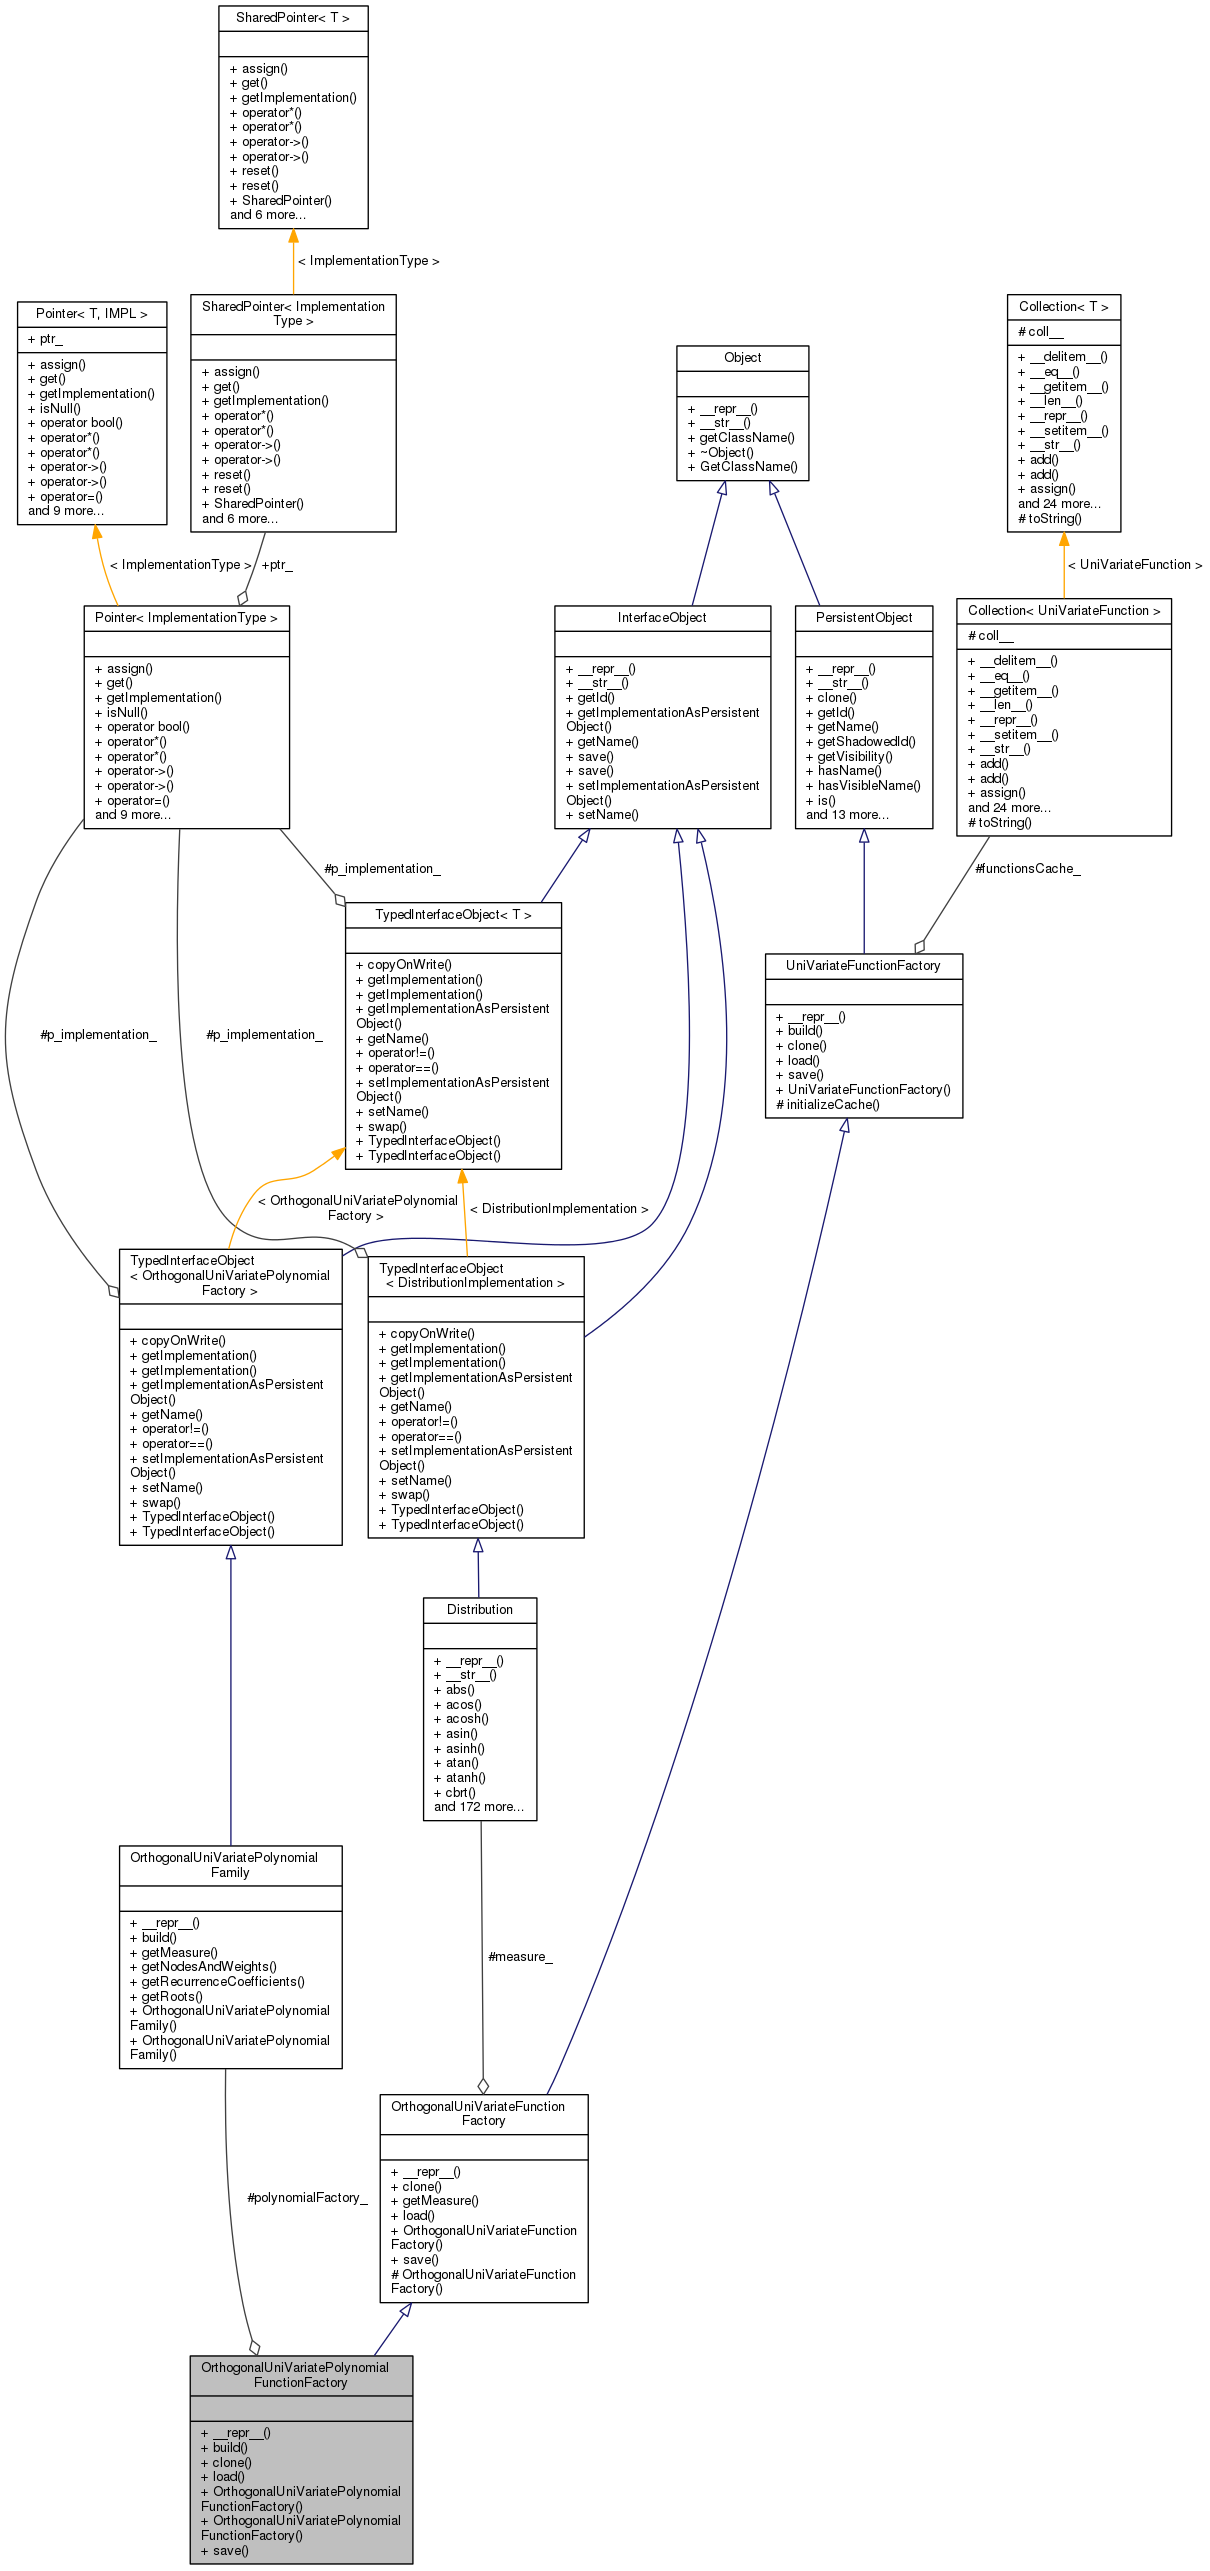 SharedPointer< T >
+ assign()
+ get()
+ getImplementation()
+ operator*()
+ operator*()
+ operator->()
+ operator->()
+ reset()
+ reset()
+ SharedPointer()
and 6 more...
< ImplementationType >
Pointer< T, IMPL >
+ ptr_
+ assign()
+ get()
+ getImplementation()
+ isNull()
+ operator bool()
+ operator*()
+ operator*()
+ operator->()
+ operator->()
+ operator=()
and 9 more...
SharedPointer< Implementation
Type >
+ assign()
+ get()
+ getImplementation()
+ operator*()
+ operator*()
+ operator->()
+ operator->()
+ reset()
+ reset()
+ SharedPointer()
and 6 more...
Object
+ __repr__()
+ __str__()
+ getClassName()
+ ~Object()
+ GetClassName()
Collection< T >
# coll__
+ __delitem__()
+ __eq__()
+ __getitem__()
+ __len__()
+ __repr__()
+ __setitem__()
+ __str__()
+ add()
+ add()
+ assign()
and 24 more...
# toString()
< ImplementationType >
+ptr_
< UniVariateFunction >
Pointer< ImplementationType >
+ assign()
+ get()
+ getImplementation()
+ isNull()
+ operator bool()
+ operator*()
+ operator*()
+ operator->()
+ operator->()
+ operator=()
and 9 more...
InterfaceObject
+ __repr__()
+ __str__()
+ getId()
+ getImplementationAsPersistent
Object()
+ getName()
+ save()
+ save()
+ setImplementationAsPersistent
Object()
+ setName()
PersistentObject
+ __repr__()
+ __str__()
+ clone()
+ getId()
+ getName()
+ getShadowedId()
+ getVisibility()
+ hasName()
+ hasVisibleName()
+ is()
and 13 more...
Collection< UniVariateFunction >
# coll__
+ __delitem__()
+ __eq__()
+ __getitem__()
+ __len__()
+ __repr__()
+ __setitem__()
+ __str__()
+ add()
+ add()
+ assign()
and 24 more...
# toString()
#p_implementation_
#functionsCache_
TypedInterfaceObject< T >
+ copyOnWrite()
+ getImplementation()
+ getImplementation()
+ getImplementationAsPersistent
Object()
+ getName()
+ operator!=()
+ operator==()
+ setImplementationAsPersistent
Object()
+ setName()
+ swap()
+ TypedInterfaceObject()
+ TypedInterfaceObject()
UniVariateFunctionFactory
+ __repr__()
+ build()
+ clone()
+ load()
+ save()
+ UniVariateFunctionFactory()
# initializeCache()
#p_implementation_
#p_implementation_
< OrthogonalUniVariatePolynomial
Factory >
< DistributionImplementation >
TypedInterfaceObject
< OrthogonalUniVariatePolynomial
Factory >
+ copyOnWrite()
+ getImplementation()
+ getImplementation()
+ getImplementationAsPersistent
Object()
+ getName()
+ operator!=()
+ operator==()
+ setImplementationAsPersistent
Object()
+ setName()
+ swap()
+ TypedInterfaceObject()
+ TypedInterfaceObject()
TypedInterfaceObject
< DistributionImplementation >
+ copyOnWrite()
+ getImplementation()
+ getImplementation()
+ getImplementationAsPersistent
Object()
+ getName()
+ operator!=()
+ operator==()
+ setImplementationAsPersistent
Object()
+ setName()
+ swap()
+ TypedInterfaceObject()
+ TypedInterfaceObject()
Distribution
+ __repr__()
+ __str__()
+ abs()
+ acos()
+ acosh()
+ asin()
+ asinh()
+ atan()
+ atanh()
+ cbrt()
and 172 more...
OrthogonalUniVariatePolynomial
Family
+ __repr__()
+ build()
+ getMeasure()
+ getNodesAndWeights()
+ getRecurrenceCoefficients()
+ getRoots()
+ OrthogonalUniVariatePolynomial
Family()
+ OrthogonalUniVariatePolynomial
Family()
#measure_
OrthogonalUniVariateFunction
Factory
+ __repr__()
+ clone()
+ getMeasure()
+ load()
+ OrthogonalUniVariateFunction
Factory()
+ save()
# OrthogonalUniVariateFunction
Factory()
#polynomialFactory_
OrthogonalUniVariatePolynomial
FunctionFactory
+ __repr__()
+ build()
+ clone()
+ load()
+ OrthogonalUniVariatePolynomial
FunctionFactory()
+ OrthogonalUniVariatePolynomial
FunctionFactory()
+ save()